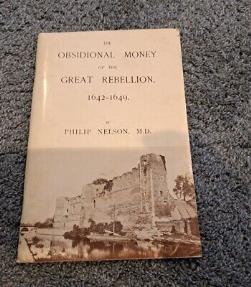 THE
OBSIDIONAL MONEY
OF THE
GREAT REBELLION,
1642-1649.
BY
PHILIP NELSON, M.D.